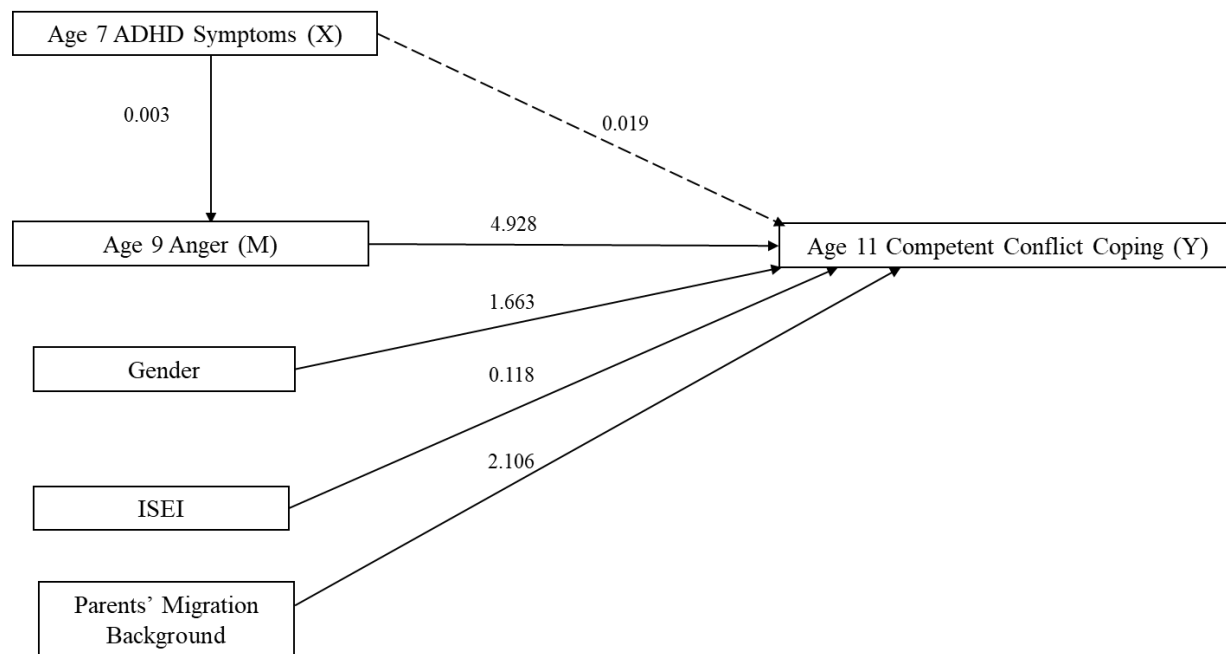 Age 7 ADHD Symptoms (X)
0.003
0.019
Age 9 Anger (M)
4.928
Age 11 Competent Conflict Coping (Y)
1.663
Gender
0.118
2.106
ISEI
Parents’ Migration
Background